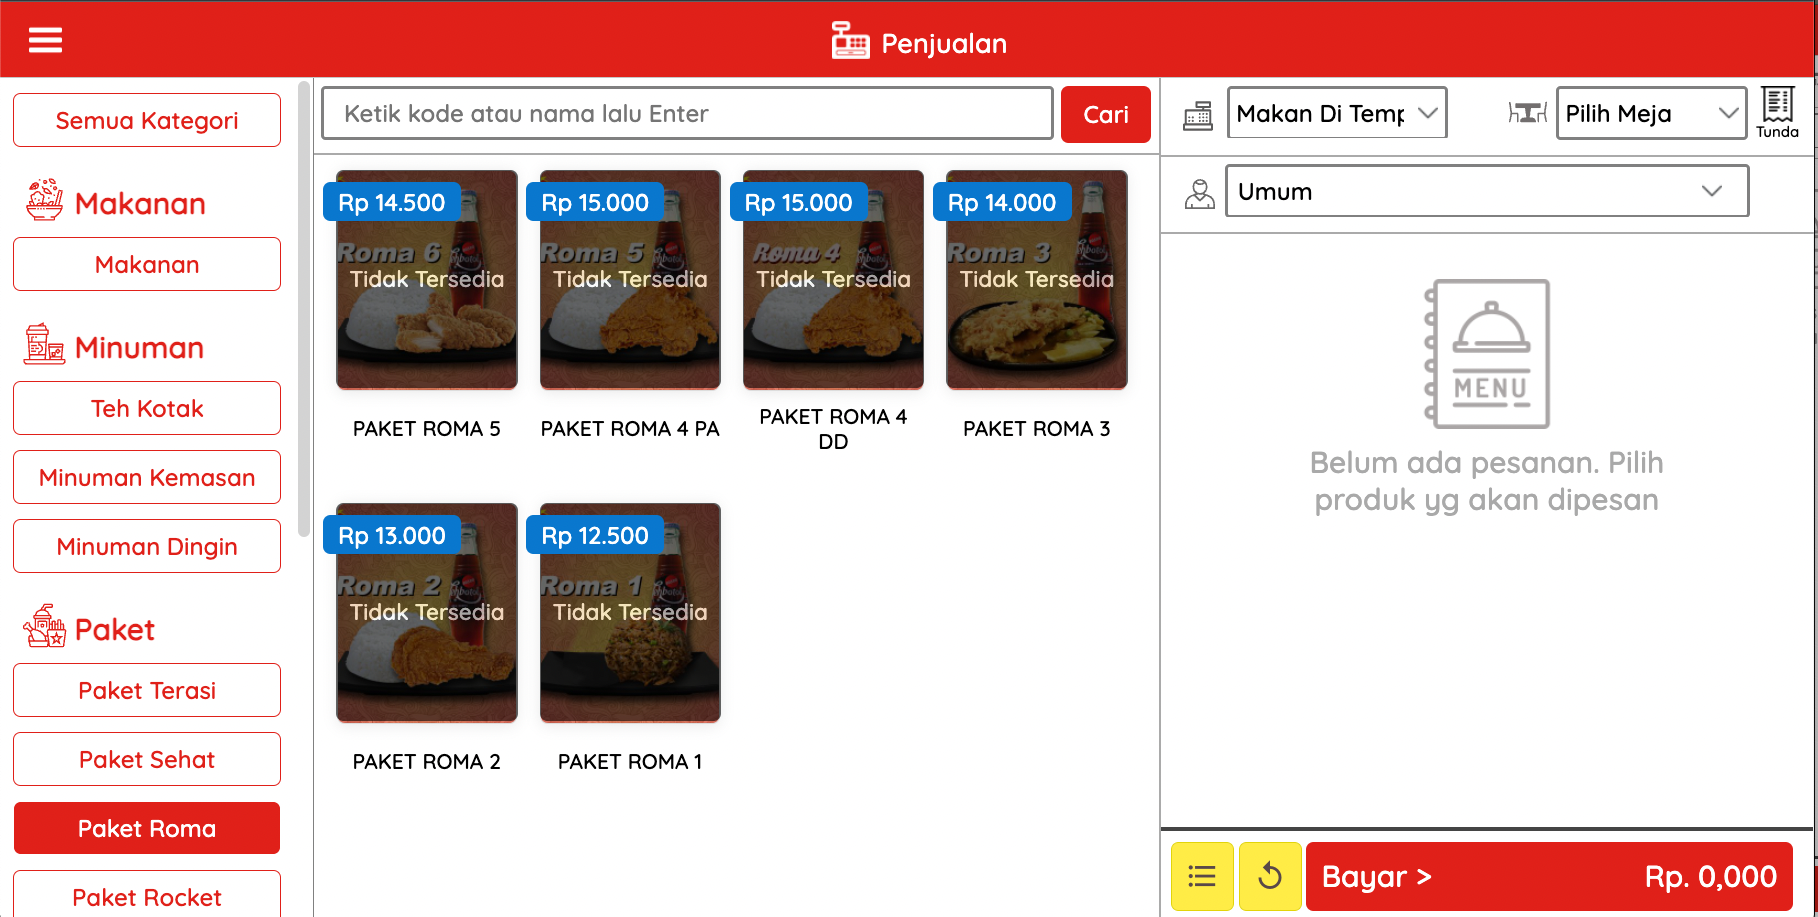 Penjualan
Semua Kategori
Makanan
Makanan
Minuman
Teh Kotak
Minuman Kemasan
Minuman Dingin
Paket
Paket Terasi
Paket Sehat
Paket Roma
Paket Rocket
Ketik kode atau nama lalu Enter
Cari
Rp 14.500
Roma 6
Tidak Tersedia
PAKET ROMA 5
Rp 15.000
Roma 5
Tidak Tersedia
PAKET ROMA 4 PA
Rp 15.000
Roma 4
Tidak Tersedia
PAKET ROMA 4
DD
Rp 14.000
Roma 3
Tidak Tersedia
PAKET ROMA 3
Rp 13.000
Roma 2
Tidak Tersedia
PAKET ROMA 2
Rp 12.500
Roma 1
Tidak Tersedia
PAKET ROMA 1
Makan Di Temp
Pilih Meja
Tunda
Umum
MENU
Belum ada pesanan. Pilih
produk yg akan dipesan
Bayar >
Rp. 0,000